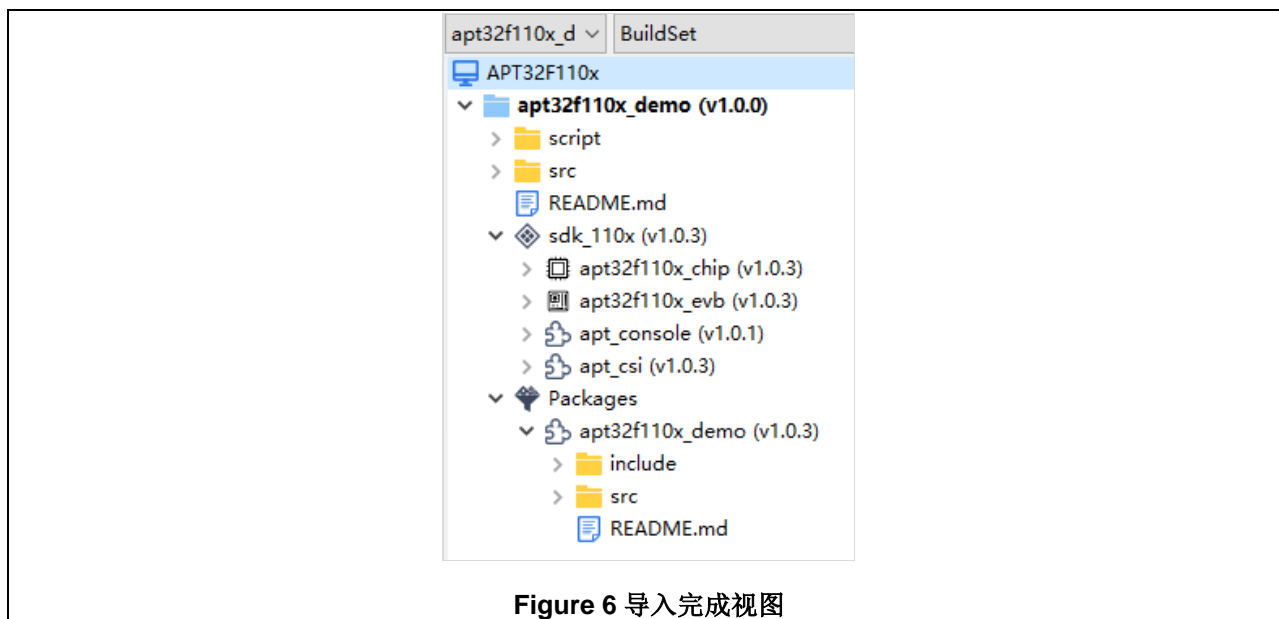 apt32f110x_d BuildSet
APT32F110x
apt32f110x_demo (v1.0.0)
script
src
README.md
sdk_110x (v1.0.3)
apt32f110x_chip (v1.0.3)
apt32f110x_evb (v1.0.3)
apt_console (v1.0.1)
apt_csi (v1.0.3)
Packages
apt32f110x_demo (v1.0.3)
include
src
README.md
Figure 6 导入完成视图